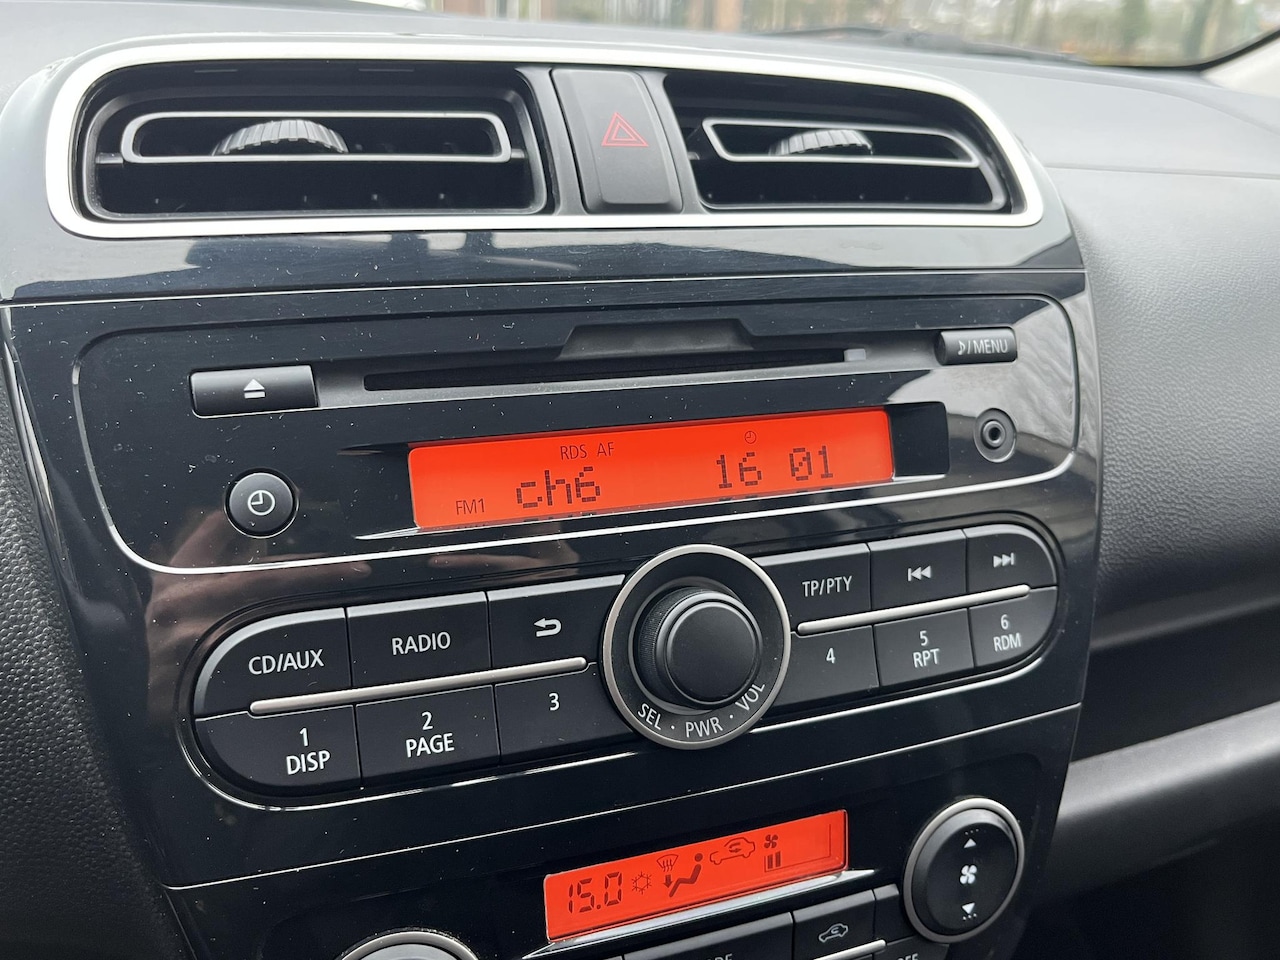 / MENU
RDS AF
FM1 ch6 16 01
CD/AUX
RADIO
TP/PTY
1
DISP
2
PAGE
3
SEL · PWR · VOL
4
5
RPT
6
RDM
15.0